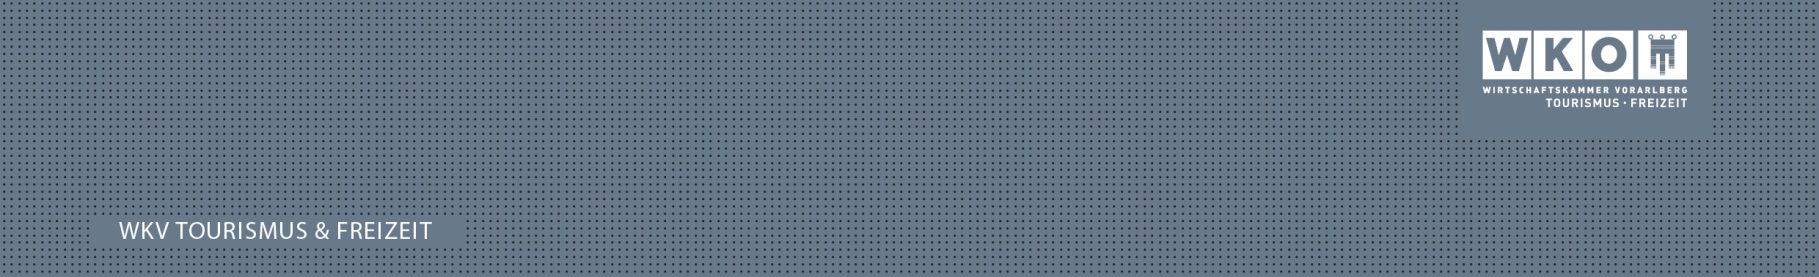 WKO
WIRTSCHAFTSKAMMER VORARLBERG
TOURISMUS · FREIZEIT
WKV TOURISMUS & FREIZEIT